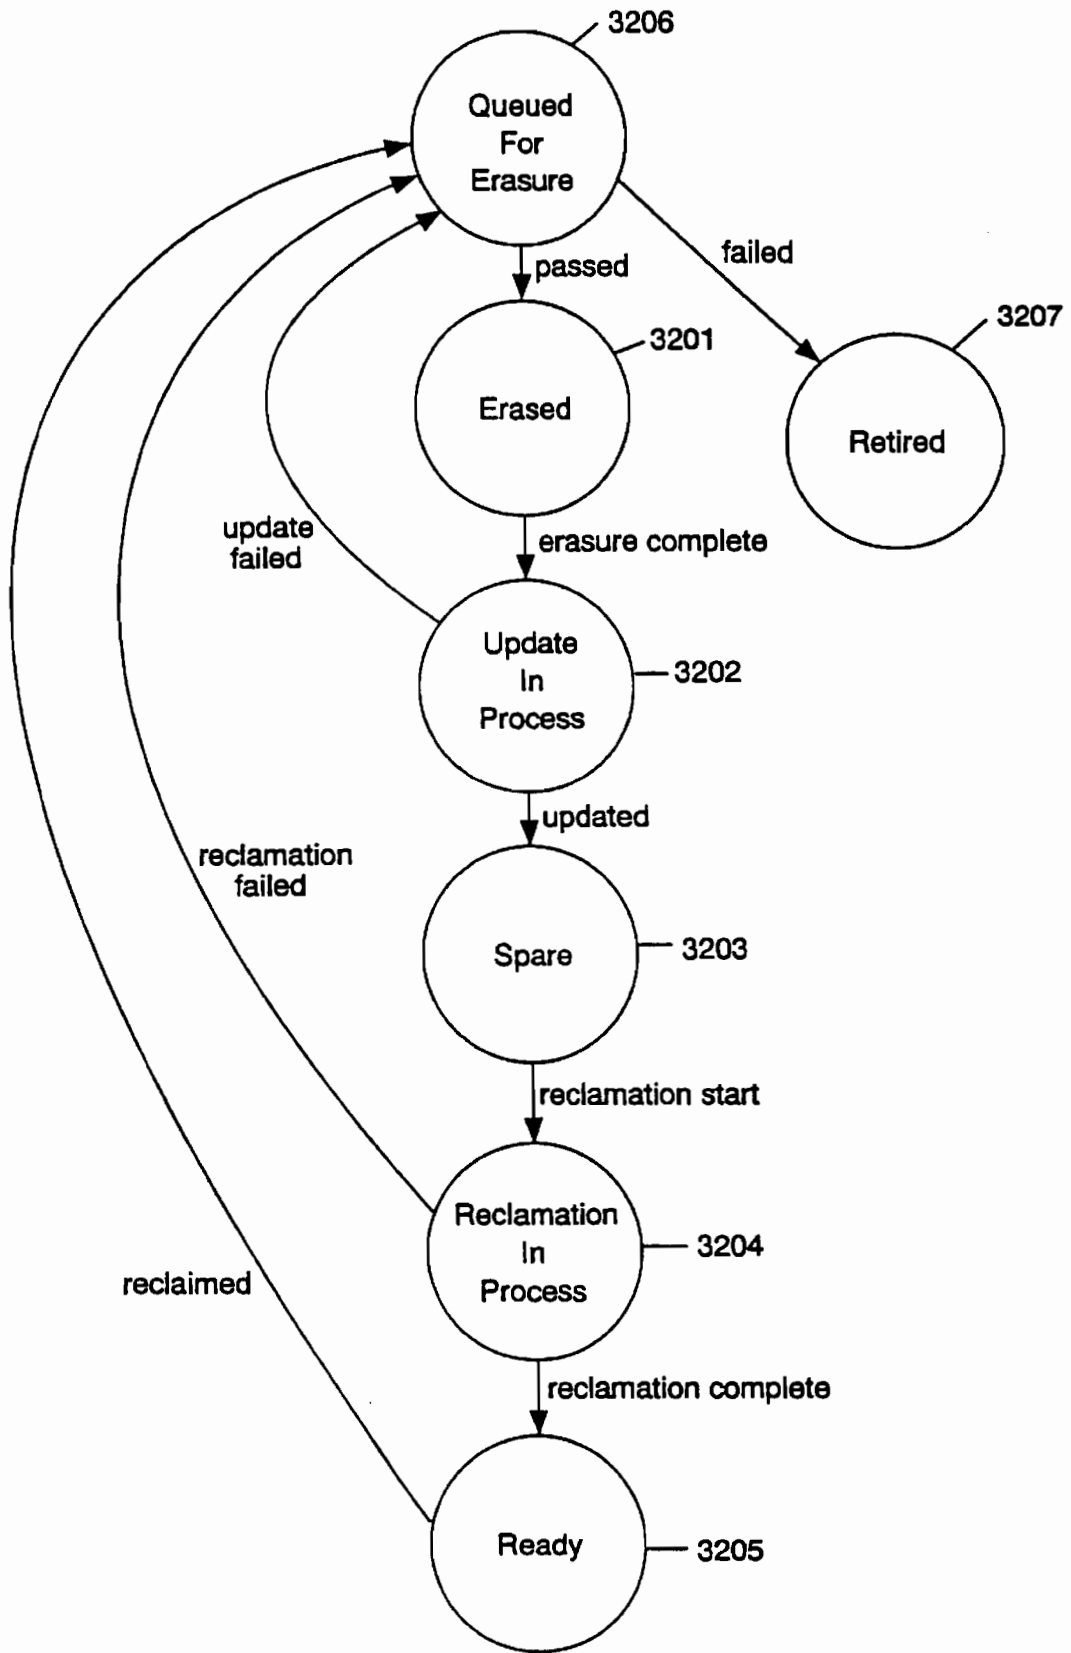 3206
Queued
For
Erasure
passed
failed
3201
3207
Erased
Retired
update
failed
erasure complete
Update
In
Process
3202
updated
reclamation
failed
Spare
3203
reclamation start
Reclamation
In
Process
3204
reclaimed
reclamation complete
Ready
3205